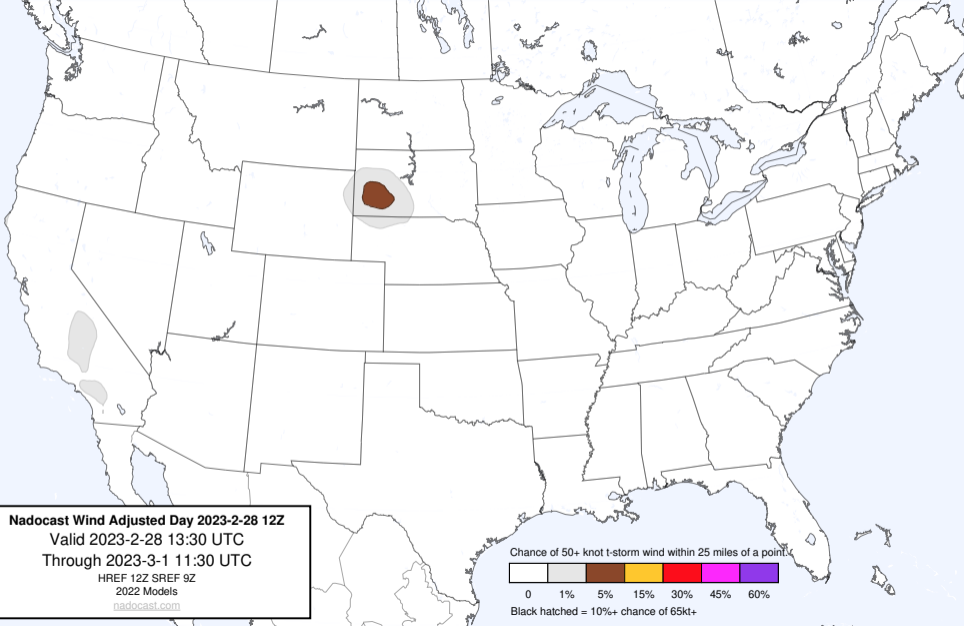 Nadocast Wind Adjusted Day 2023-2-28 12Z
Valid 2023-2-28 13:30 UTC
Through 2023-3-1 11:30 UTC
HREF 12Z SREF 9Z
2022 Models
nadocast.com
Chance of 50+ knot t-storm wind within 25 miles of a point.
0 1% 5% 15% 30% 45% 60%
Black hatched = 10%+ chance of 65kt+